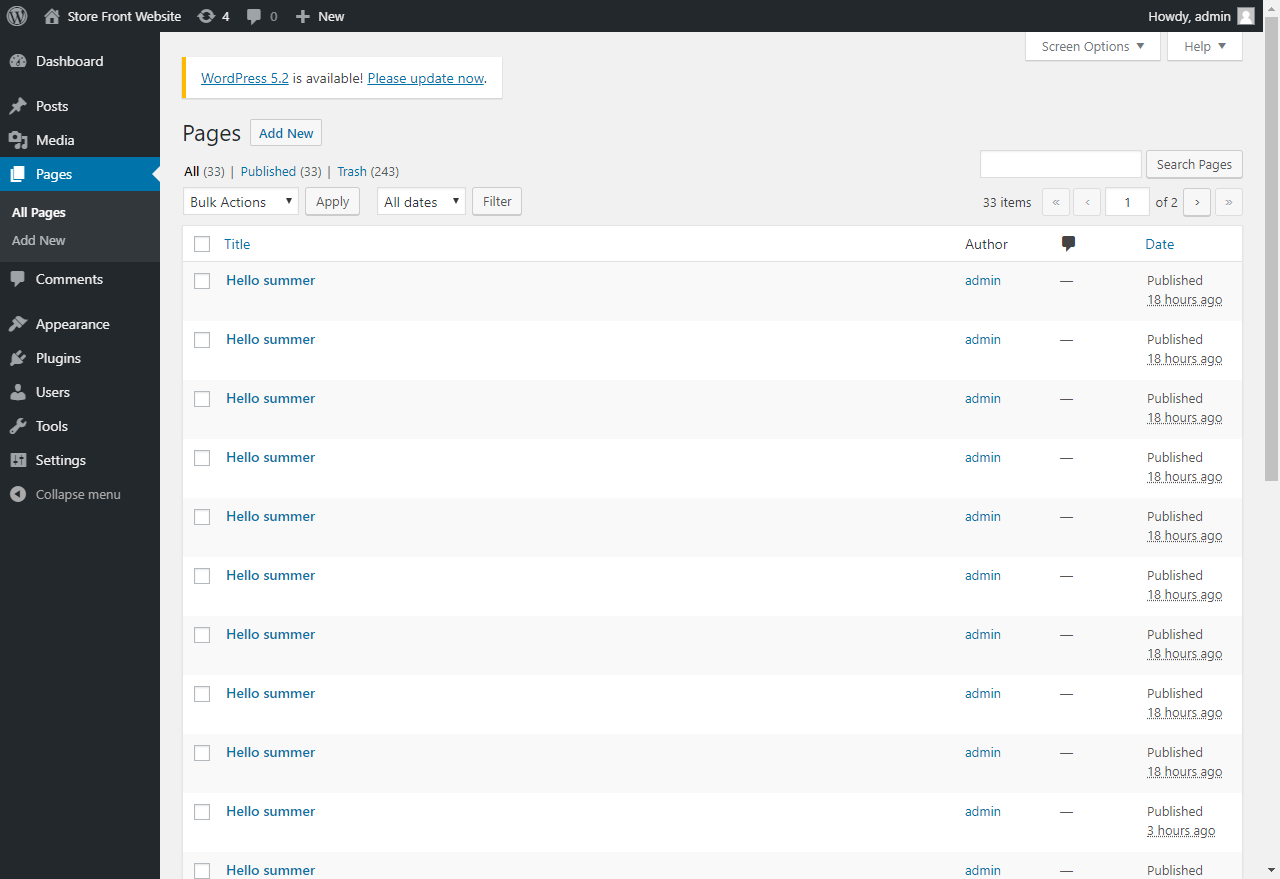 Store Front Website 4 0 New Howdy, admin
Screen Options Help
Dashboard
Posts
Media
Pages
All Pages
Add New
Comments
Appearance
Plugins
Users
Tools
Settings
Collapse menu
WordPress 5.2 is available! Please update now.
Pages Add New
All (33) | Published (33) | Trash (243)
Search Pages
Bulk Actions Apply All dates Filter
33 items « ‹ 1 of 2 › »
Title Author Date
Hello summer admin — Published
18 hours ago
Hello summer admin — Published
18 hours ago
Hello summer admin — Published
18 hours ago
Hello summer admin — Published
18 hours ago
Hello summer admin — Published
18 hours ago
Hello summer admin — Published
18 hours ago
Hello summer admin — Published
18 hours ago
Hello summer admin — Published
18 hours ago
Hello summer admin — Published
18 hours ago
Hello summer admin — Published
3 hours ago
Hello summer admin — Published